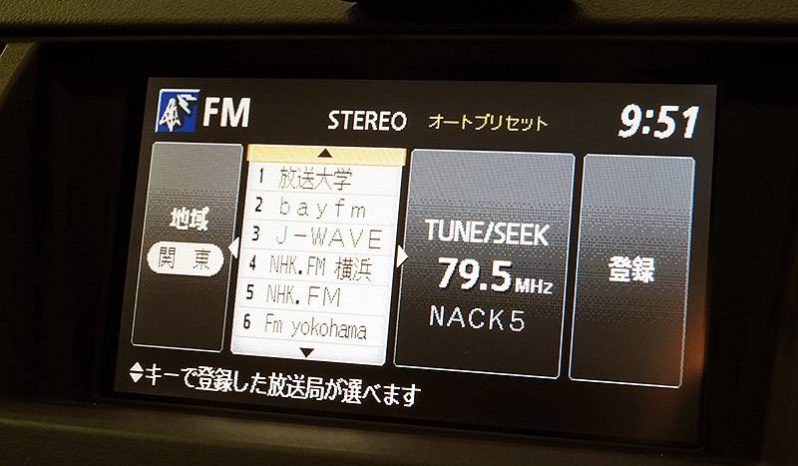 FM STEREO オートプリセット 9:51
地域
関東
1 放送大学
2 bayfm
3 J-WAVE
4 NHK.FM 横浜
5 NHK.FM
6 Fm yokohama
TUNE/SEEK
79.5MHz
NACK5
登録
キーで登録した放送局が選べます